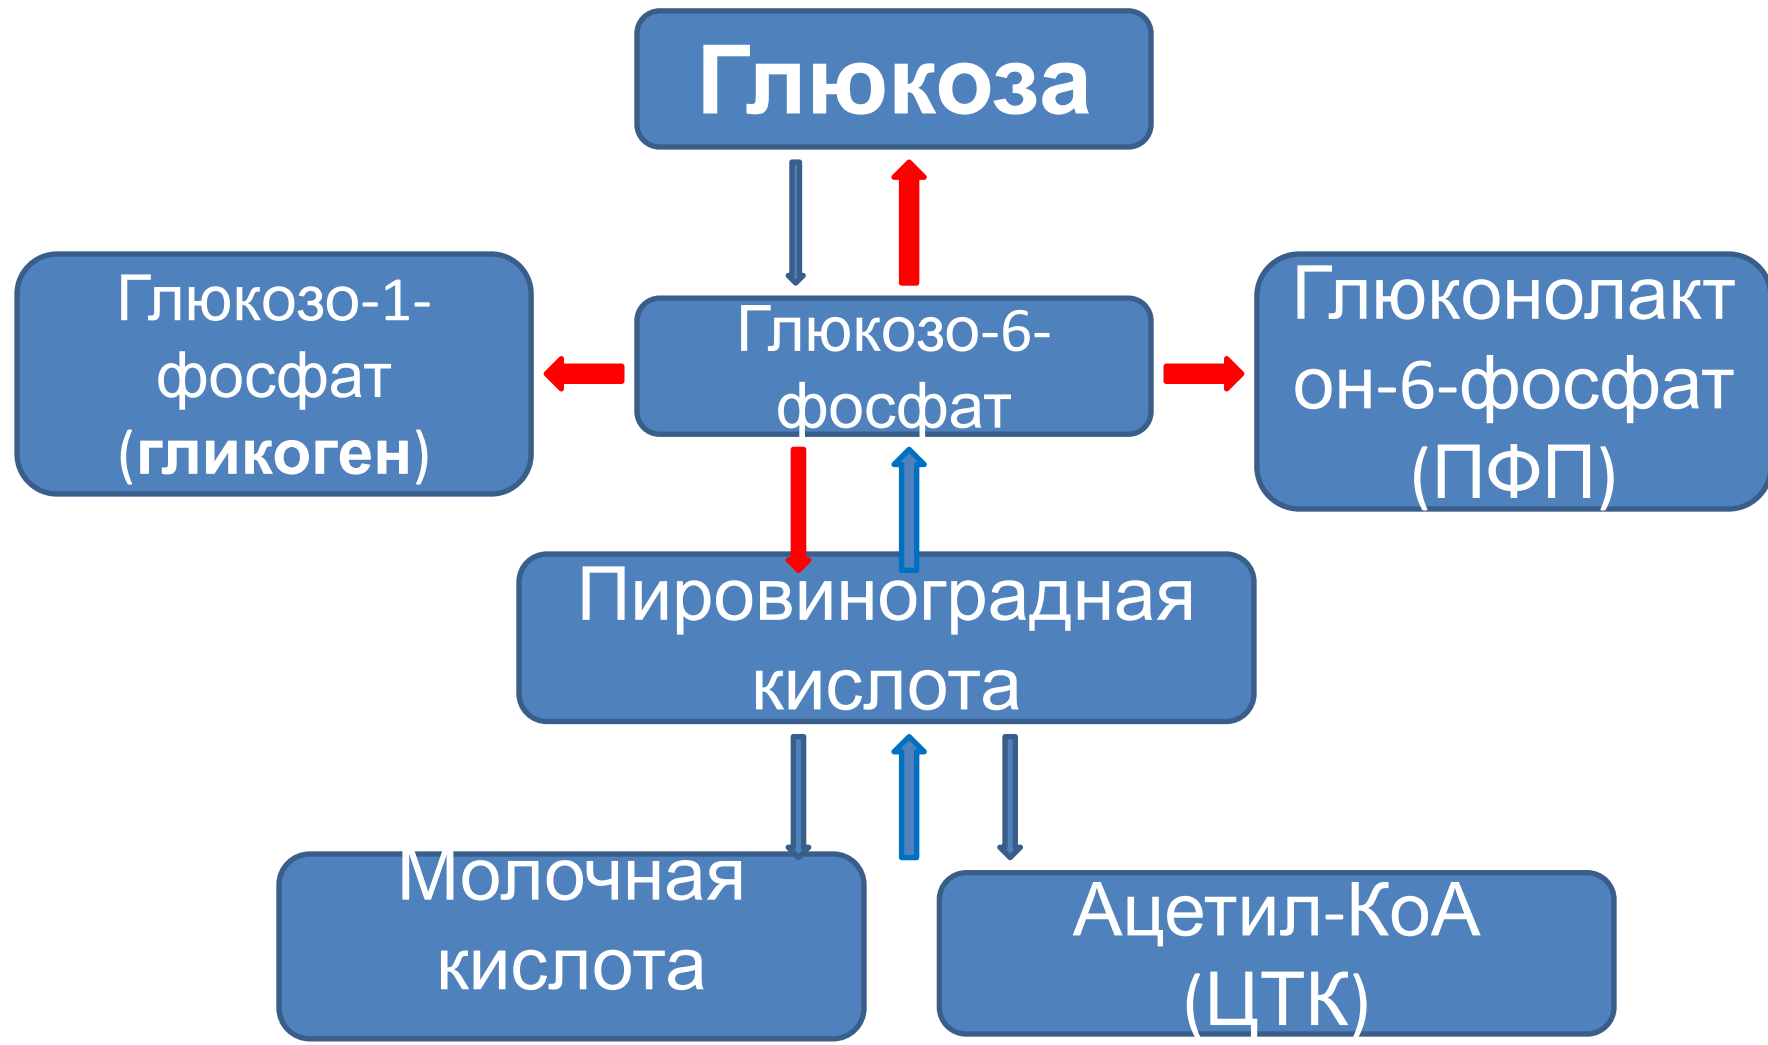 Глюкоза
Глюкозо-1-
фосфат
(гликоген)
Глюкозо-6-
фосфат
Глюконолакт
он-6-фосфат
(ПФП)
Пировиноградная
кислота
Молочная
кислота
Ацетил-КоА
(ЦТК)